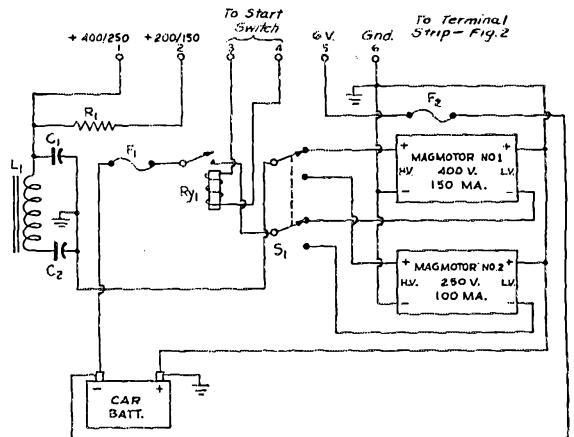 To Start
Switch
To Terminal
Strip – Fig. 2
+ 400/250
+ 200/150
6 V.
Gnd.
1
2
3
4
5
6
R1
F1
F2
C1
L1
C2
Ry1
S1
MAGMOTOR NO 1
400 V.
150 MA.
+
H.V.
−
+
L.V.
−
MAGMOTOR NO. 2
250 V.
100 MA.
+
H.V.
−
+
L.V.
−
− +
CAR
BATT.